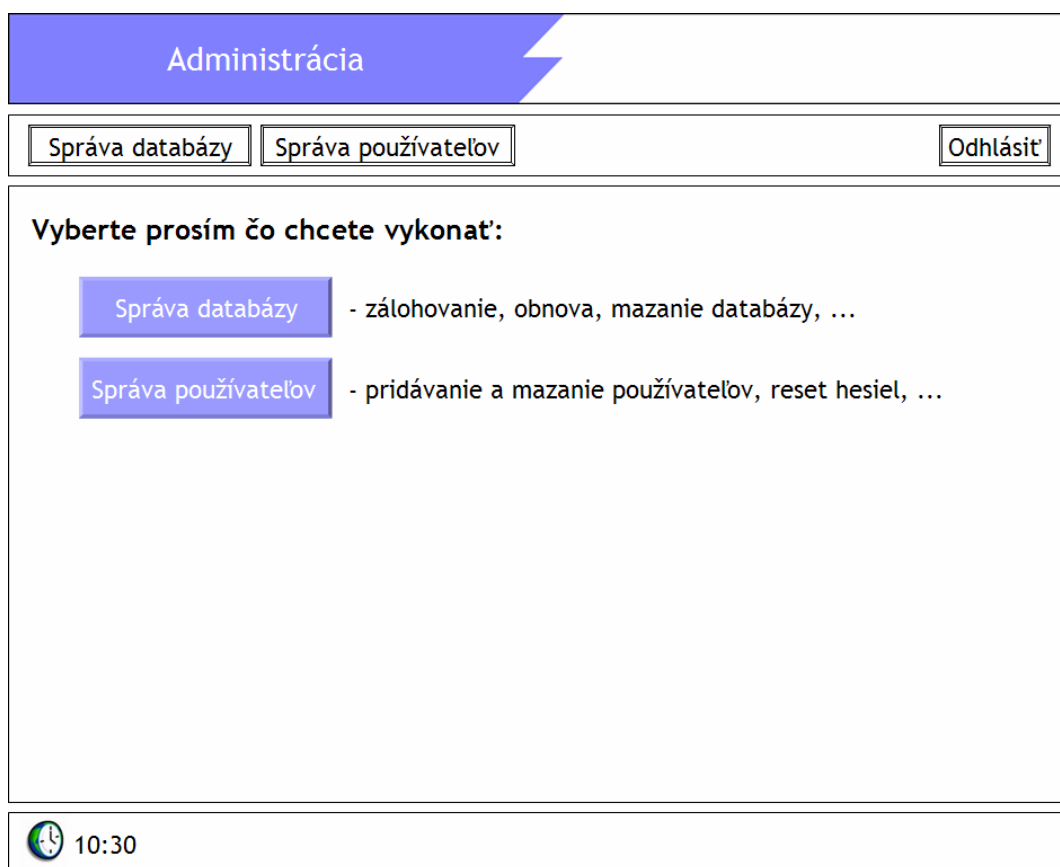 Administrácia
Správa databázy Správa používateľov Odhlásiť
Vyberte prosím čo chcete vykonať:
Správa databázy - zálohovanie, obnova, mazanie databázy, ...
Správa používateľov - pridávanie a mazanie používateľov, reset hesiel, ...
10:30